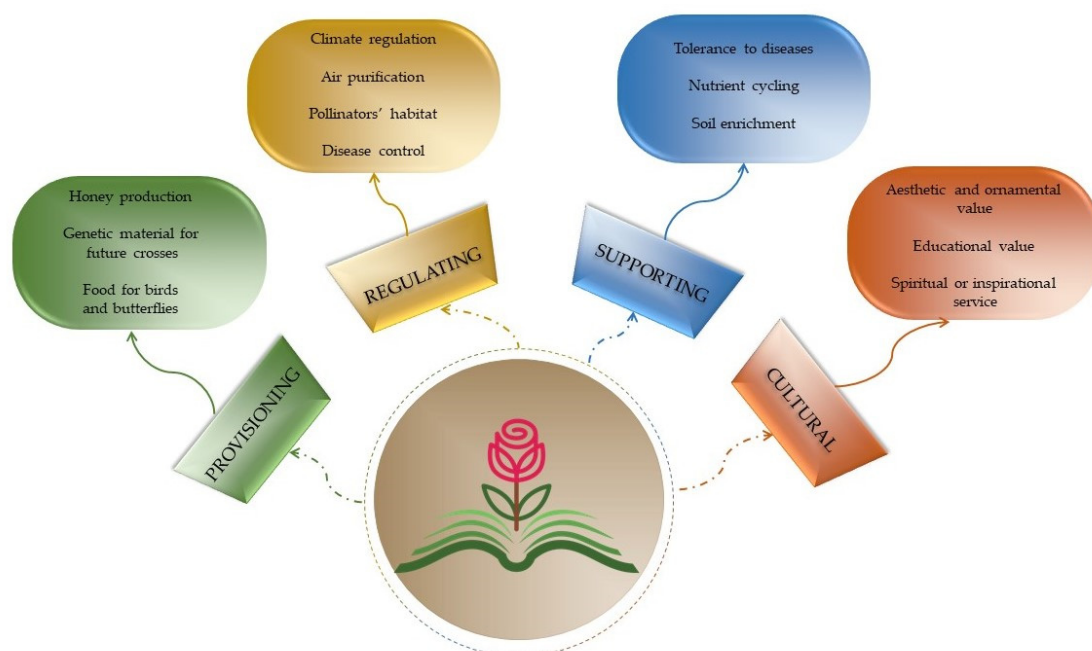 Climate regulation
Air purification
Pollinators’ habitat
Disease control
Tolerance to diseases
Nutrient cycling
Soil enrichment
Honey production
Genetic material for
future crosses
Food for birds
and butterflies
Aesthetic and ornamental
value
Educational value
Spiritual or inspirational
service
PROVISIONING
REGULATING
SUPPORTING
CULTURAL